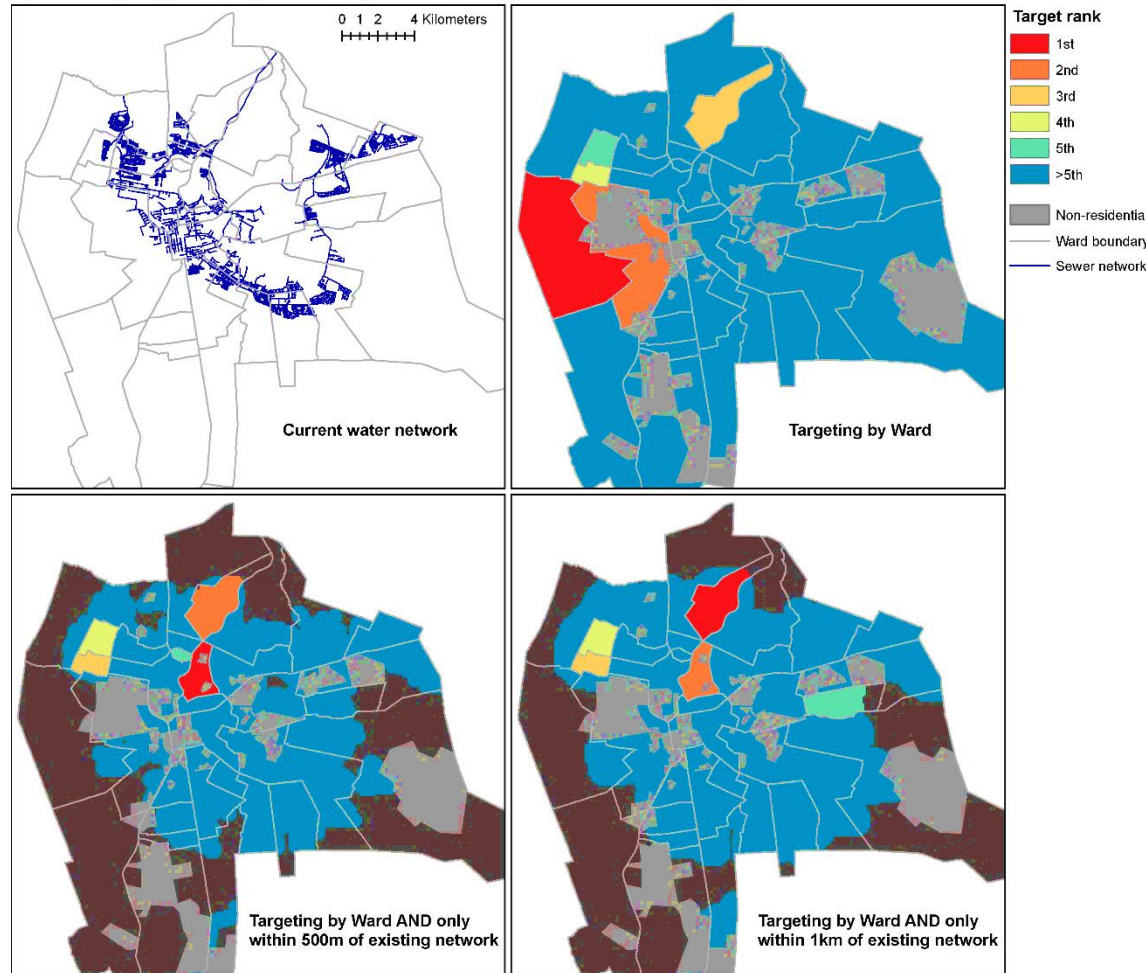 0 1 2 4 Kilometers
Current water network
Targeting by Ward
Target rank
1st
2nd
3rd
4th
5th
>5th
Non-residentia
Ward boundary
Sewer network
Targeting by Ward AND only
within 500m of existing network
Targeting by Ward AND only
within 1km of existing network